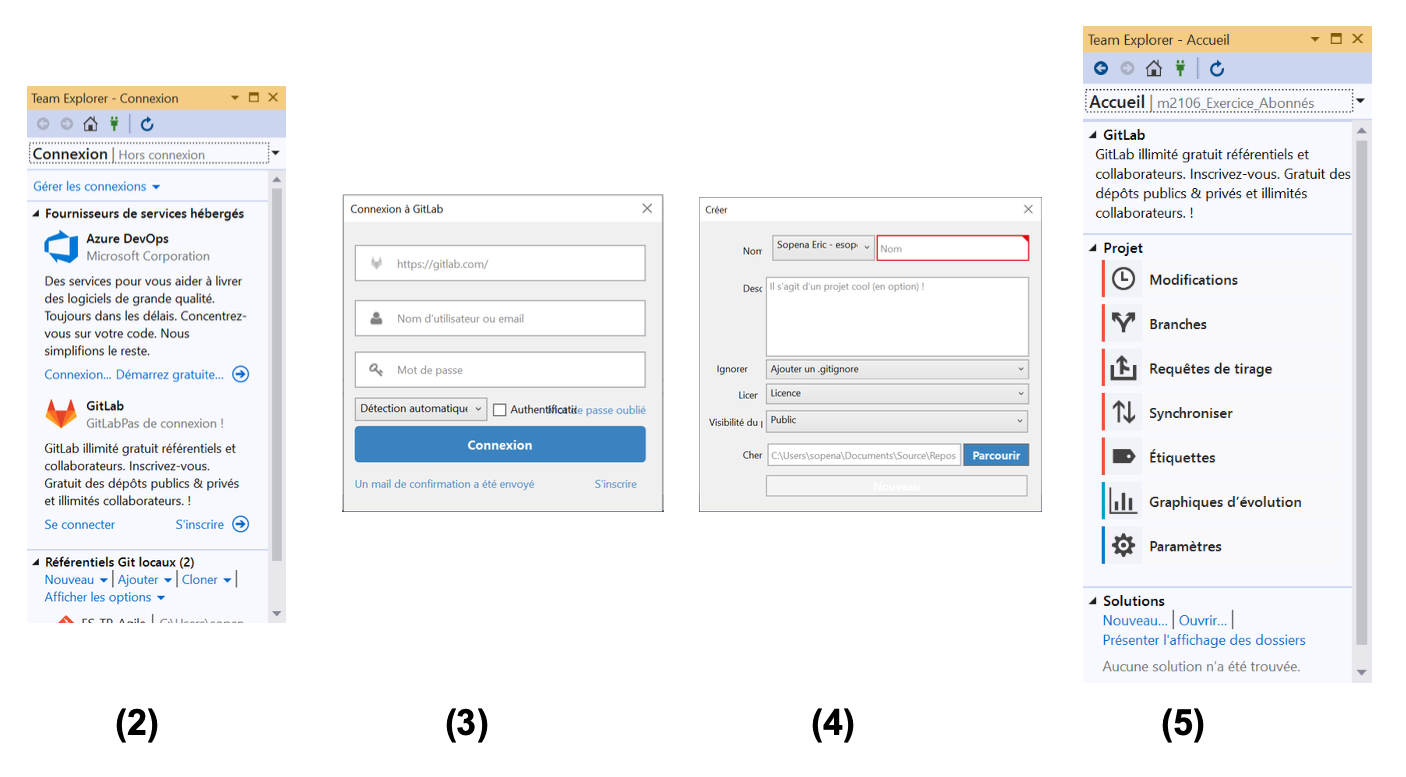 Team Explorer - Connexion
Connexion | Hors connexion
Gérer les connexions
Fournisseurs de services hébergés
Azure DevOps
Microsoft Corporation
Des services pour vous aider à livrer
des logiciels de grande qualité.
Toujours dans les délais. Concentrez-
vous sur votre code. Nous
simplifions le reste.
Connexion... Démarrez gratuite...
GitLab
GitLabPas de connexion !
GitLab illimité gratuit référentiels et
collaborateurs. Inscrivez-vous.
Gratuit des dépôts publics & privés
et illimités collaborateurs. !
Se connecter S'inscrire
Référentiels Git locaux (2)
Nouveau | Ajouter | Cloner |
Afficher les options
(2)
Connexion à GitLab
https://gitlab.com/
Nom d'utilisateur ou email
Mot de passe
Détection automatique Authentificati de passe oublié
Connexion
Un mail de confirmation a été envoyé S'inscrire
(3)
Créer
Nom Sopena Eric - esop Nom
Desc Il s'agit d'un projet cool (en option) !
Ignorer Ajouter un .gitignore
Licer Licence
Visibilité du p Public
Cher C:\Users\sopena\Documents\Source\Repos Parcourir
Nouveau
(4)
Team Explorer - Accueil
Accueil | m2106_Exercice_Abonnés
GitLab
GitLab illimité gratuit référentiels et
collaborateurs. Inscrivez-vous. Gratuit des
dépôts publics & privés et illimités
collaborateurs. !
Projet
Modifications
Branches
Requêtes de tirage
Synchroniser
Étiquettes
Graphiques d'évolution
Paramètres
Solutions
Nouveau... | Ouvrir... |
Présenter l'affichage des dossiers
Aucune solution n'a été trouvée.
(5)